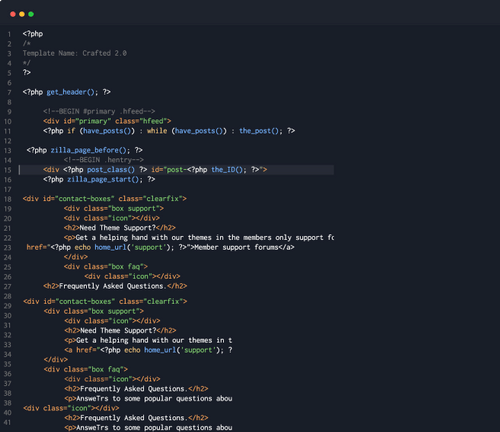 1 <?php
2 /*
3 Template Name: Crafted 2.0
4 */
5 ?>
6
7 <?php get_header(); ?>
8
9 <!--BEGIN #primary .hfeed-->
10 <div id="primary" class="hfeed">
11 <?php if (have_posts()) : while (have_posts()) : the_post(); ?>
12
13 <?php zilla_page_before(); ?>
14 <!--BEGIN .hentry-->
15 <div <?php post_class() ?> id="post-<?php the_ID(); ?>">
16 <?php zilla_page_start(); ?>
17
18 <div id="contact-boxes" class="clearfix">
19 <div class="box support">
20 <div class="icon"></div>
21 <h2>Need Theme Support?</h2>
22 <p>Get a helping hand with our themes in the members only support fo
23 href="<?php echo home_url('support'); ?>">Member support forums</a>
24 </div>
25 <div class="box faq">
26 <div class="icon"></div>
27 <h2>Frequently Asked Questions.</h2>
28
29 <div id="contact-boxes" class="clearfix">
30 <div class="box support">
31 <div class="icon"></div>
32 <h2>Need Theme Support?</h2>
33 <p>Get a helping hand with our themes in t
34 <a href="<?php echo home_url('support'); ?
35 </div>
36 <div class="box faq">
37 <div class="icon"></div>
38 <h2>Frequently Asked Questions.</h2>
39 <p>AnsweTrs to some popular questions abou
<div class="icon"></div>
40 <h2>Frequently Asked Questions.</h2>
41 <p>AnsweTrs to some popular questions abou